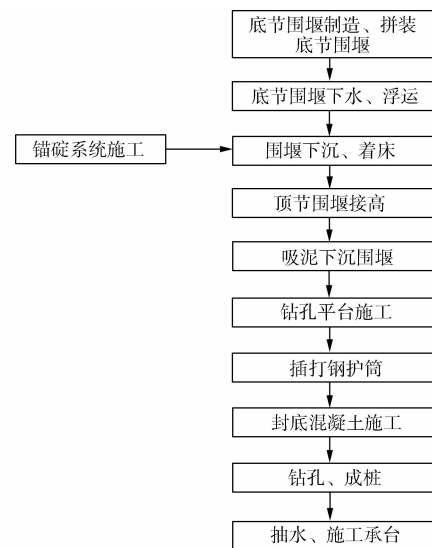 底节围堰制造、拼装
底节围堰
底节围堰下水、浮运
锚碇系统施工
围堰下沉、着床
顶节围堰接高
吸泥下沉围堰
钻孔平台施工
插打钢护筒
封底混凝土施工
钻孔、成桩
抽水、施工承台